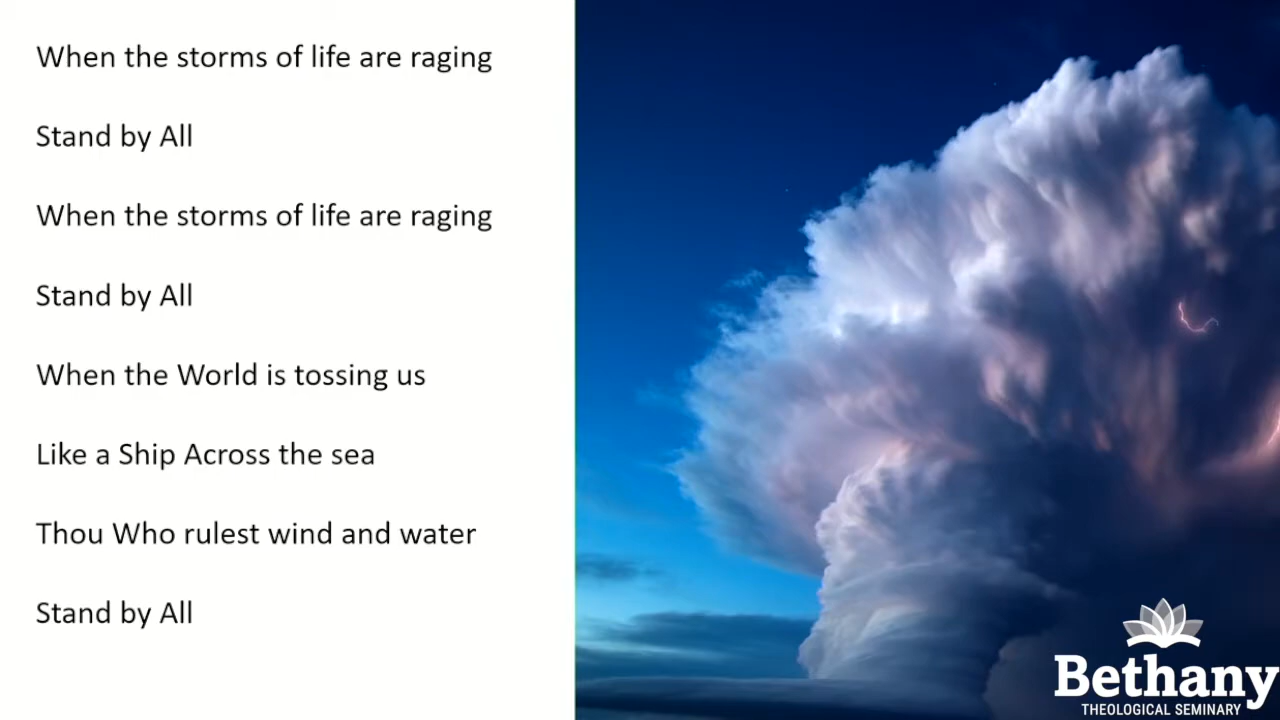 When the storms of life are raging
Stand by All
When the storms of life are raging
Stand by All
When the World is tossing us
Like a Ship Across the sea
Thou Who rulest wind and water
Stand by All
Bethany
THEOLOGICAL SEMINARY